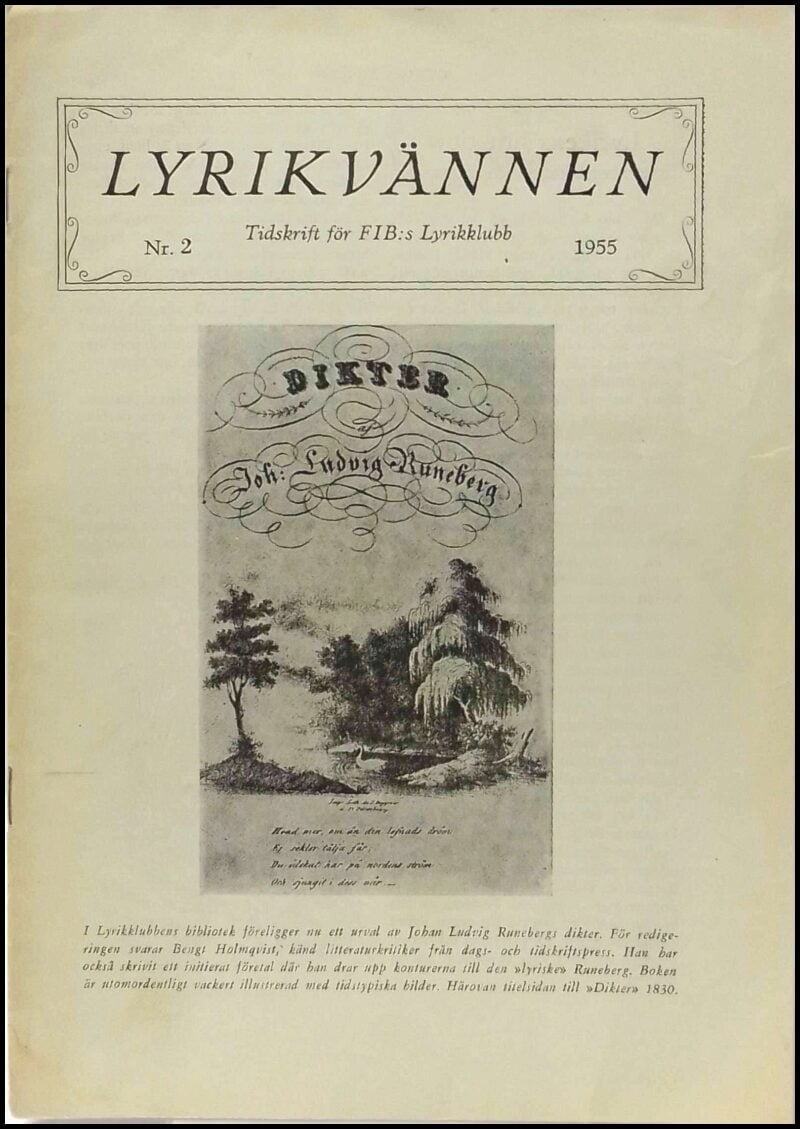 LYRIKVÄNNEN
Tidskrift för FIB:s Lyrikklubb
Nr. 2
1955
DIKTER
af
Joh: Ludvig Runeberg
Hvad mer, om än den lefnads dröm
Ej sekler tälja får;
Du älskat har på nordens ström
Och sjungit i dess vår —
I Lyrikklubbens bibliotek föreligger nu ett urval av Johan Ludvig Runebergs dikter. För redige-
ringen svarar Bengt Holmqvist, känd litteraturkritiker från dags- och tidskriftspress. Han har
också skrivit ett initierat företal där han drar upp konturerna till den »lyriske» Runeberg. Boken
är utomordentligt vackert illustrerad med tidstypiska bilder. Härovan titelsidan till »Dikter» 1830.